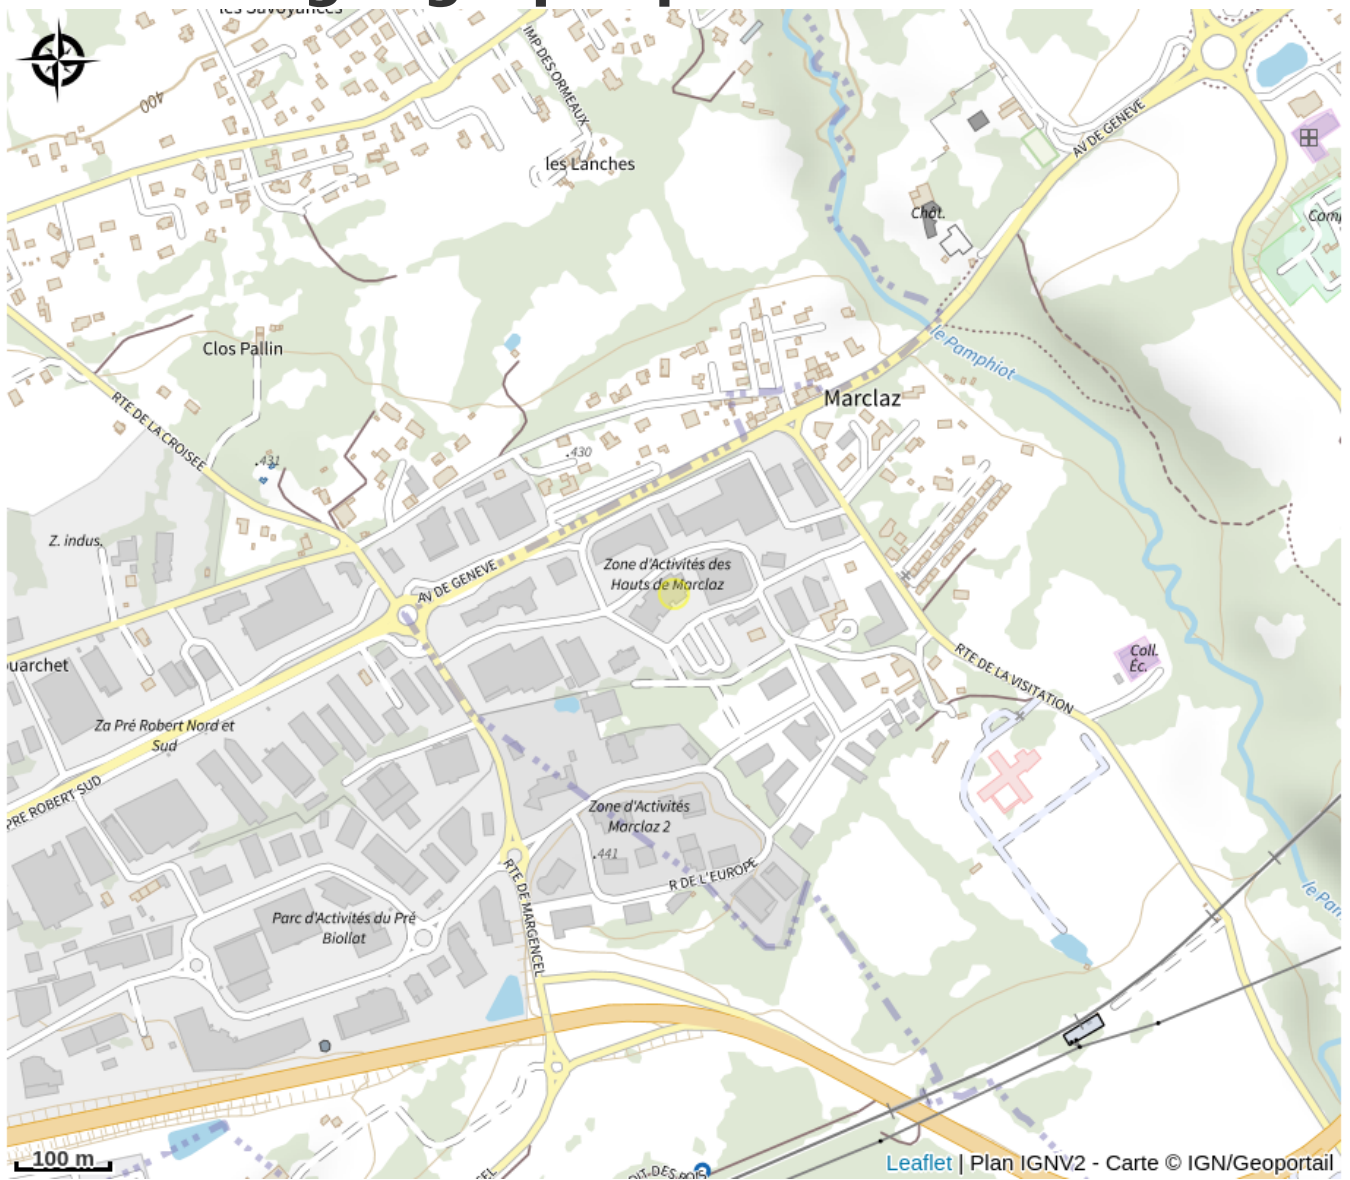 les Savoyances
400
IMP DES ORMEAUX
les Lanches
AV DE GENEVE
Chât.
le Pamphiot
Clos Pallin
Marclaz
RTE DE LA CROISEE
.431
.430
Z. indus.
Zone d'Activités des
Hauts de Marclaz
AV DE GENEVE
Coll.
Éc.
RTE DE LA VISITATION
Za Pré Robert Nord et
Sud
PRE ROBERT SUD
Zone d'Activités
Marclaz 2
.441
R DE L'EUROPE
RTE DE MARGENCEL
Parc d'Activités du Pré
Biollat
100 m
Leaflet | Plan IGNV2 - Carte © IGN/Geoportail